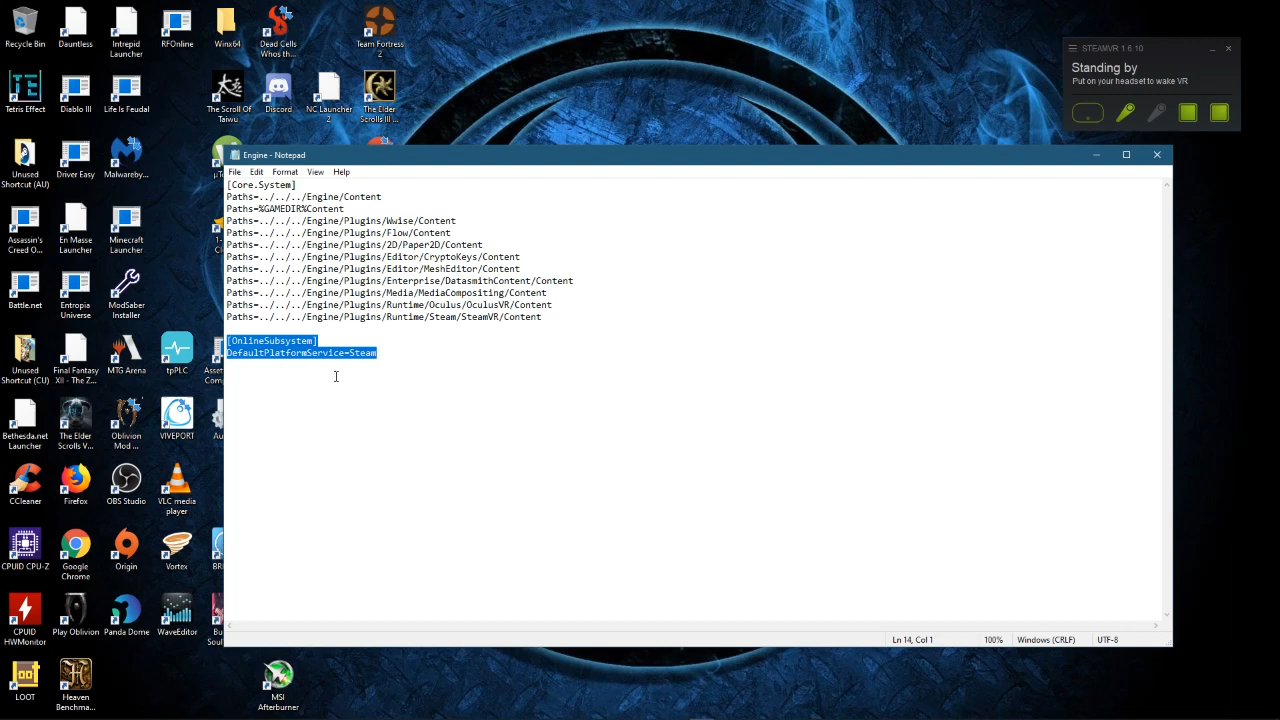 Recycle Bin
Dauntless
Intrepid
Launcher
RFOnline
Winx64
Dead Cells
Whos th...
Team Fortress
2
Tetris Effect
Diablo III
Life Is Feudal
The Scroll Of
Taiwu
Discord
NC Launcher
2
The Elder
Scrolls III ...
Unused
Shortcut (AU)
Driver Easy
Malwareby...
Assassin's
Creed O...
En Masse
Launcher
Minecraft
Launcher
Battle.net
Entropia
Universe
ModSaber
Installer
Unused
Shortcut (CU)
Final Fantasy
XII - The Z...
MTG Arena
tpPLC
Bethesda.net
Launcher
The Elder
Scrolls V...
Oblivion
Mod ...
VIVEPORT
CCleaner
Firefox
OBS Studio
VLC media
player
CPUID CPU-Z
Google
Chrome
Origin
Vortex
CPUID
HWMonitor
Play Oblivion
Panda Dome
WaveEditor
LOOT
Heaven
Benchma...
MSI
Afterburner
STEAMVR 1.6.10
Standing by
Put on your headset to wake VR
Engine - Notepad
File Edit Format View Help
[Core.System]
Paths=../../../Engine/Content
Paths=%GAMEDIR%Content
Paths=../../../Engine/Plugins/Wwise/Content
Paths=../../../Engine/Plugins/Flow/Content
Paths=../../../Engine/Plugins/2D/Paper2D/Content
Paths=../../../Engine/Plugins/Editor/CryptoKeys/Content
Paths=../../../Engine/Plugins/Editor/MeshEditor/Content
Paths=../../../Engine/Plugins/Enterprise/DatasmithContent/Content
Paths=../../../Engine/Plugins/Media/MediaCompositing/Content
Paths=../../../Engine/Plugins/Runtime/Oculus/OculusVR/Content
Paths=../../../Engine/Plugins/Runtime/Steam/SteamVR/Content
[OnlineSubsystem]
DefaultPlatformService=Steam
Ln 14, Col 1 100% Windows (CRLF) UTF-8